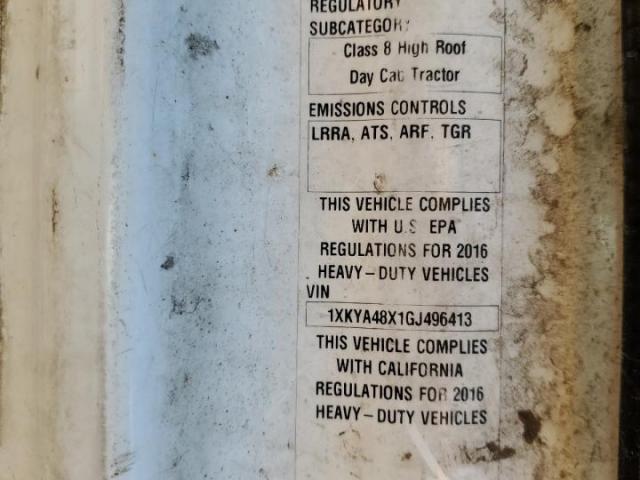 REGULATORY
SUBCATEGORY
Class 8 High Roof
Day Cab Tractor
EMISSIONS CONTROLS
LRRA, ATS, ARF, TGR
THIS VEHICLE COMPLIES
WITH U.S EPA
REGULATIONS FOR 2016
HEAVY-DUTY VEHICLES
VIN
1XKYA48X1GJ496413
THIS VEHICLE COMPLIES
WITH CALIFORNIA
REGULATIONS FOR 2016
HEAVY-DUTY VEHICLES